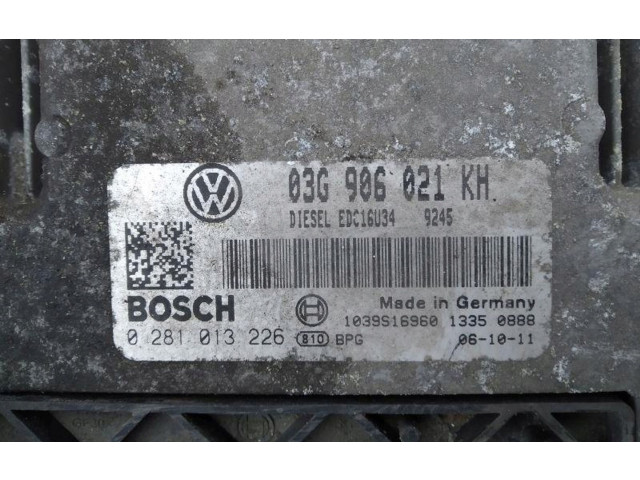 03G 906 021 KH.
DIESEL EDC16U34 9245
BOSCH
Made in Germany
1039S16960 1335 0888
0 281 013 226 810 BPG 06-10-11